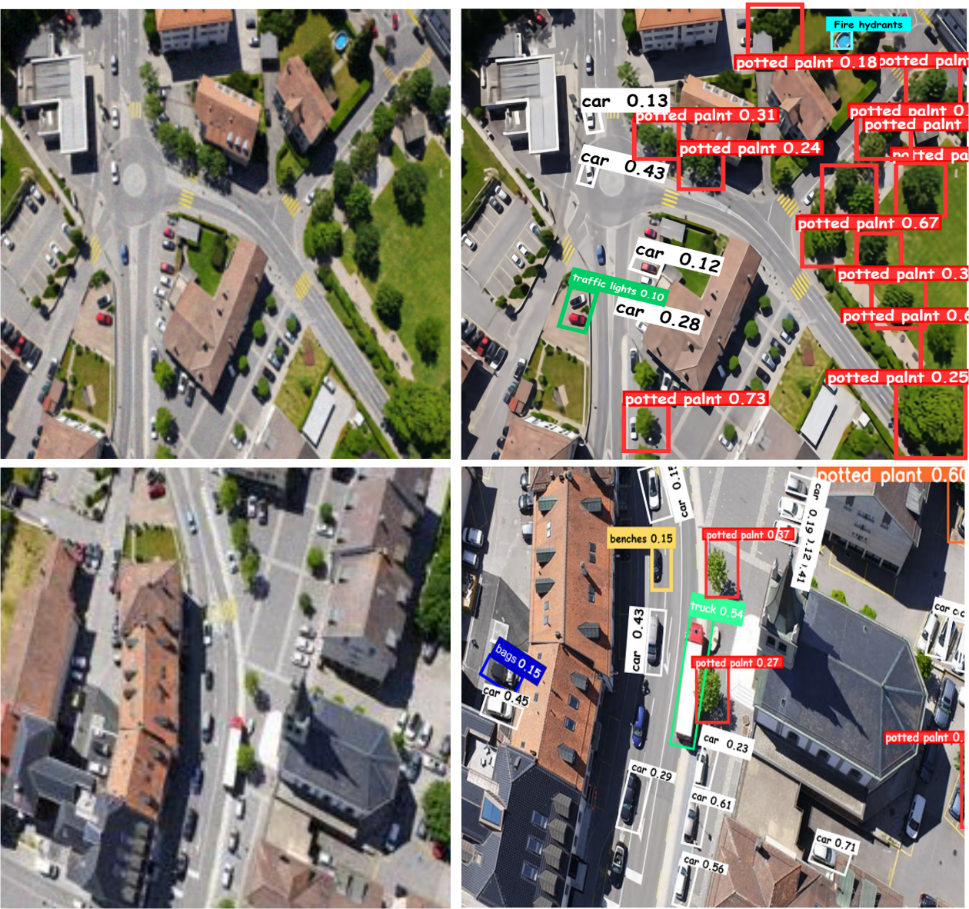 Fire hydrants
potted palnt 0.18
potted palnt
car 0.13
potted palnt 0.31
potted palnt 0.
potted palnt
potted palnt 0.24
car 0.43
potted pa
potted palnt 0.67
car 0.12
potted palnt 0.3
traffic lights 0.10
car 0.28
potted palnt 0.6
potted palnt 0.25
potted palnt 0.73
potted plant 0.60
car 0.15
car 0.19
0.12
0.41
benches 0.15
potted palnt 0.37
truck 0.54
car 0.43
car
bags 0.15
potted palnt 0.27
car 0.45
car 0.23
potted palnt 0.
car 0.29
car 0.61
car 0.71
car 0.56